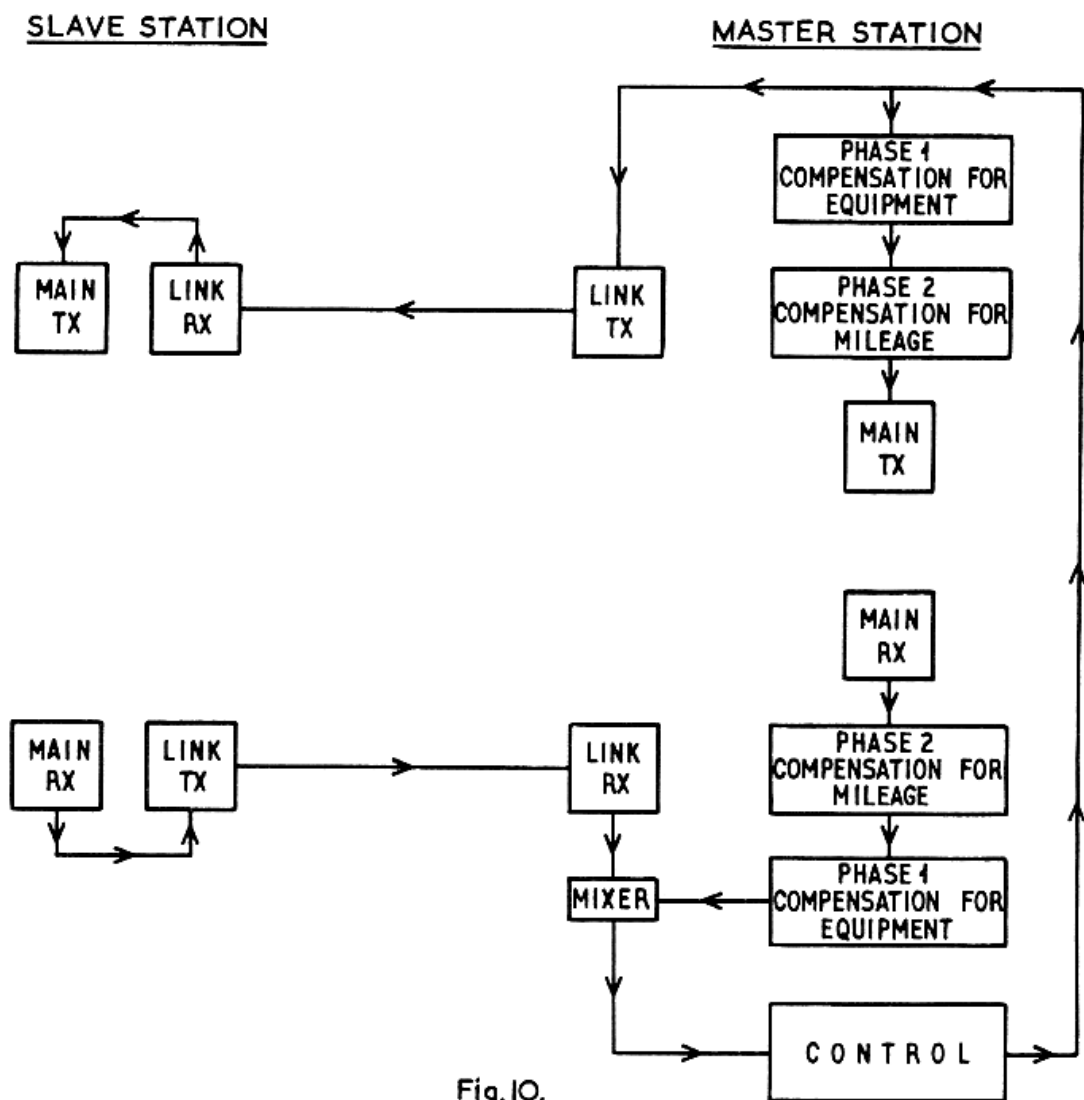 SLAVE STATION
MASTER STATION
PHASE 1
COMPENSATION FOR
EQUIPMENT
MAIN
TX
LINK
RX
LINK
TX
PHASE 2
COMPENSATION FOR
MILEAGE
MAIN
TX
MAIN
RX
MAIN
RX
LINK
TX
LINK
RX
PHASE 2
COMPENSATION FOR
MILEAGE
MIXER
PHASE 1
COMPENSATION FOR
EQUIPMENT
CONTROL
Fig.10.